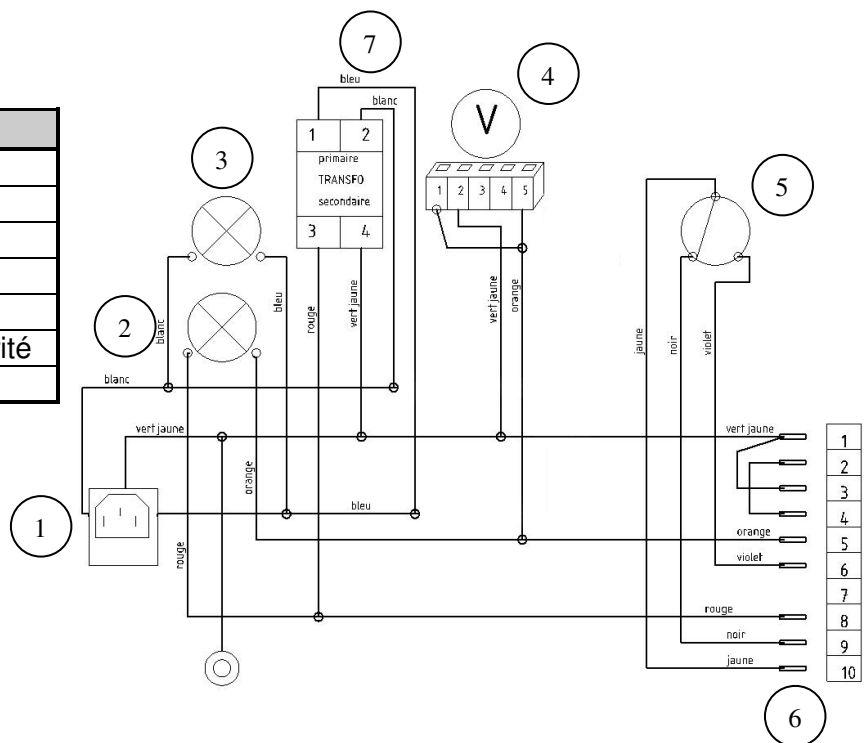 7
bleu
4
blanc
V
1 2
primaire
3
TRANSFO
secondaire
1 2 3 4 5
5
3 4
bleu
rouge
vert jaune
vert jaune
orange
2
blanc
jaune
noir
violet
ité
blanc
vert jaune
vert jaune
1
2
orange
3
1
bleu
4
orange
5
rouge
violet
6
7
rouge
8
noir
9
jaune
10
6